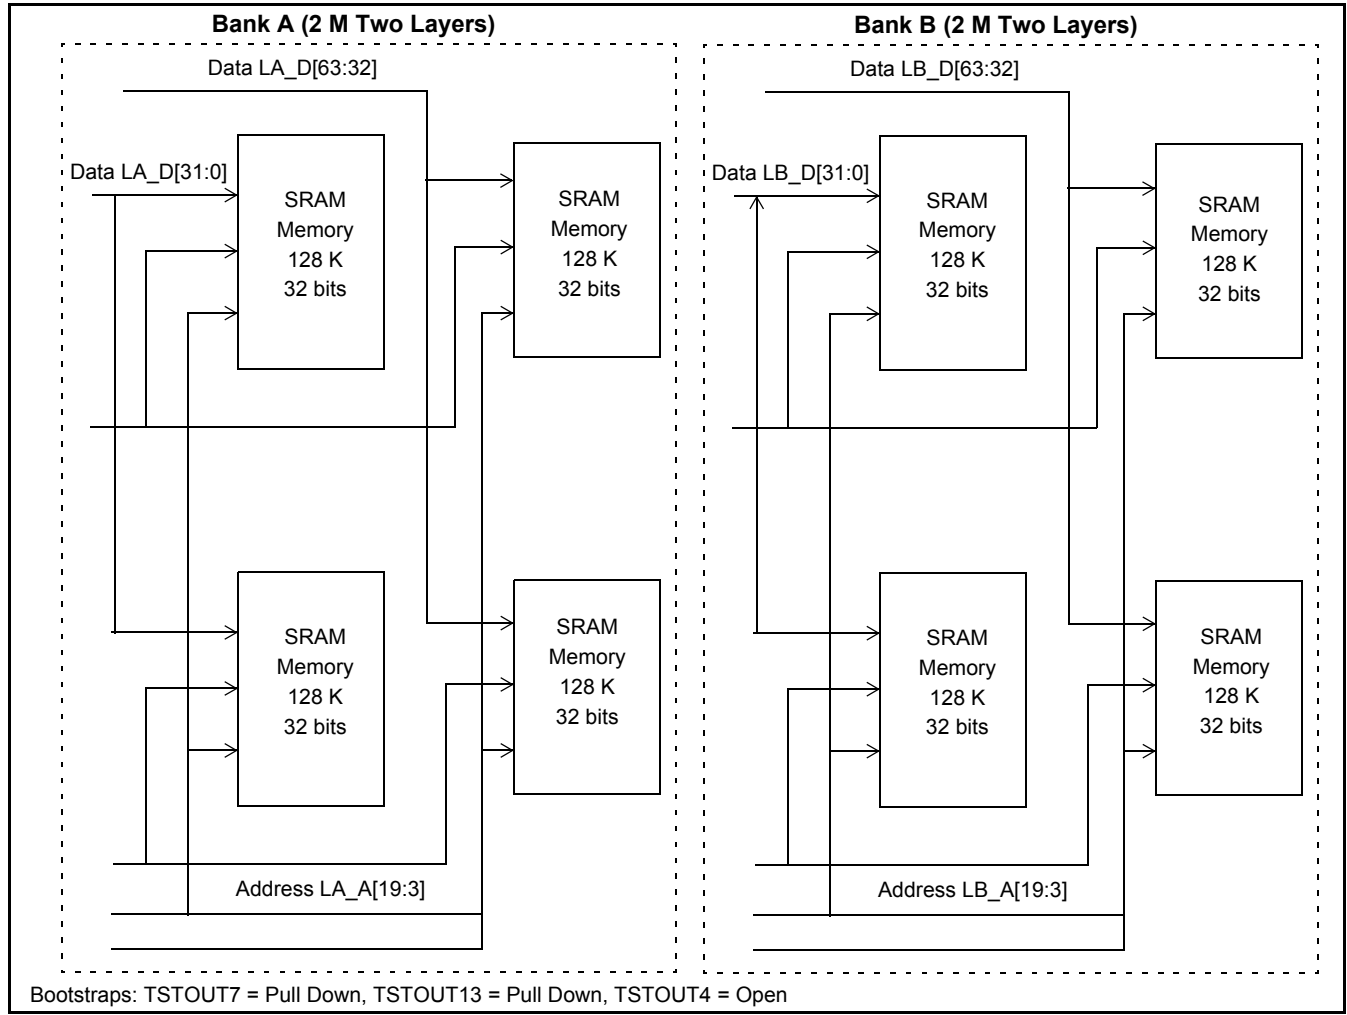 Bank A (2 M Two Layers)
Data LA_D[63:32]
Data LA_D[31:0]
SRAM
Memory
128 K
32 bits
SRAM
Memory
128 K
32 bits
SRAM
Memory
128 K
32 bits
SRAM
Memory
128 K
32 bits
Address LA_A[19:3]
Bank B (2 M Two Layers)
Data LB_D[63:32]
Data LB_D[31:0]
SRAM
Memory
128 K
32 bits
SRAM
Memory
128 K
32 bits
SRAM
Memory
128 K
32 bits
SRAM
Memory
128 K
32 bits
Address LB_A[19:3]
Bootstraps: TSTOUT7 = Pull Down, TSTOUT13 = Pull Down, TSTOUT4 = Open